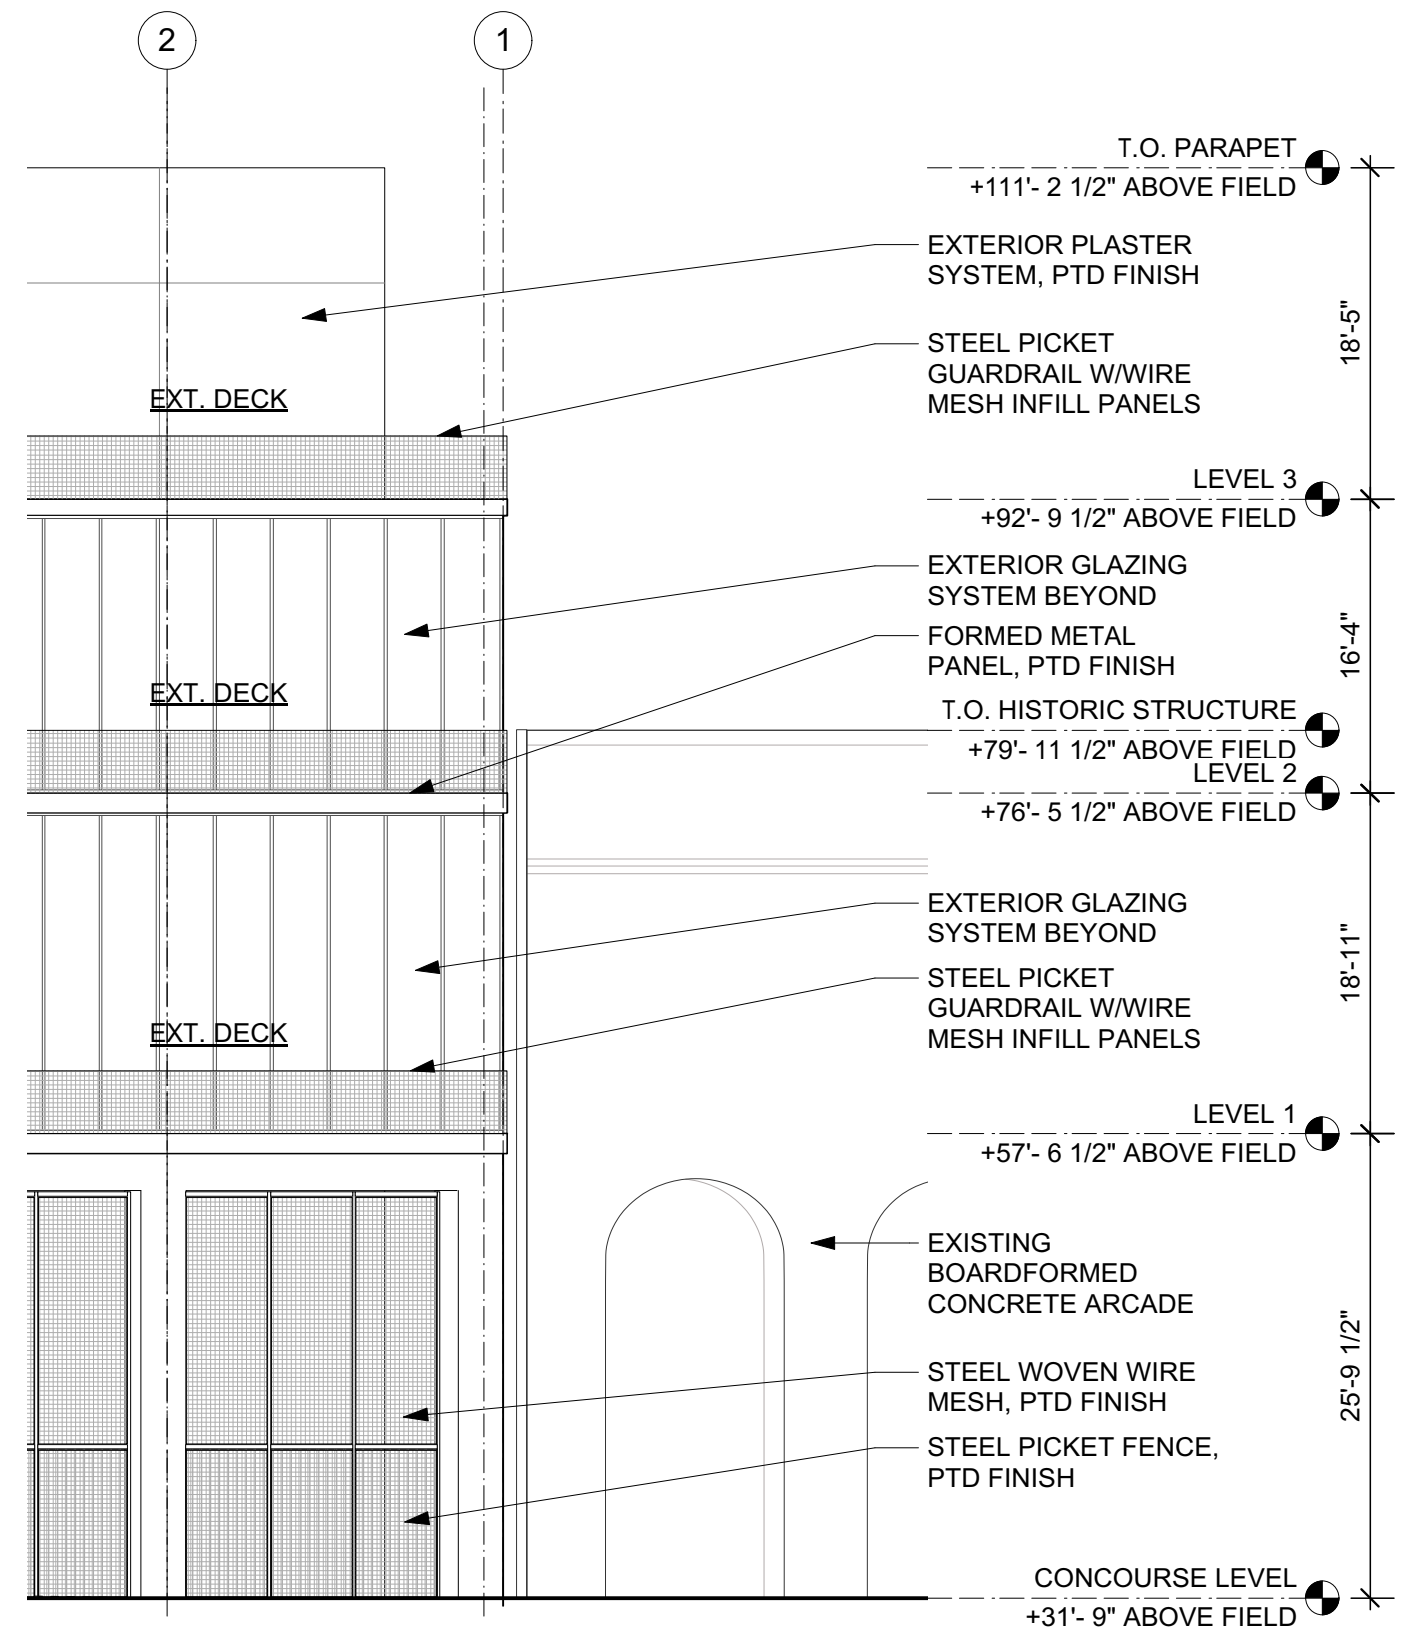 2
1
T.O. PARAPET
+111'- 2 1/2" ABOVE FIELD
EXTERIOR PLASTER
SYSTEM, PTD FINISH
18'-5"
STEEL PICKET
GUARDRAIL W/WIRE
MESH INFILL PANELS
EXT. DECK
LEVEL 3
+92'- 9 1/2" ABOVE FIELD
EXTERIOR GLAZING
SYSTEM BEYOND
16'-4"
FORMED METAL
PANEL, PTD FINISH
EXT. DECK
T.O. HISTORIC STRUCTURE
+79'- 11 1/2" ABOVE FIELD
LEVEL 2
+76'- 5 1/2" ABOVE FIELD
EXTERIOR GLAZING
SYSTEM BEYOND
18'-11"
STEEL PICKET
GUARDRAIL W/WIRE
MESH INFILL PANELS
EXT. DECK
LEVEL 1
+57'- 6 1/2" ABOVE FIELD
EXISTING
BOARDFORMED
CONCRETE ARCADE
25'-9 1/2"
STEEL WOVEN WIRE
MESH, PTD FINISH
STEEL PICKET FENCE,
PTD FINISH
CONCOURSE LEVEL
+31'- 9" ABOVE FIELD